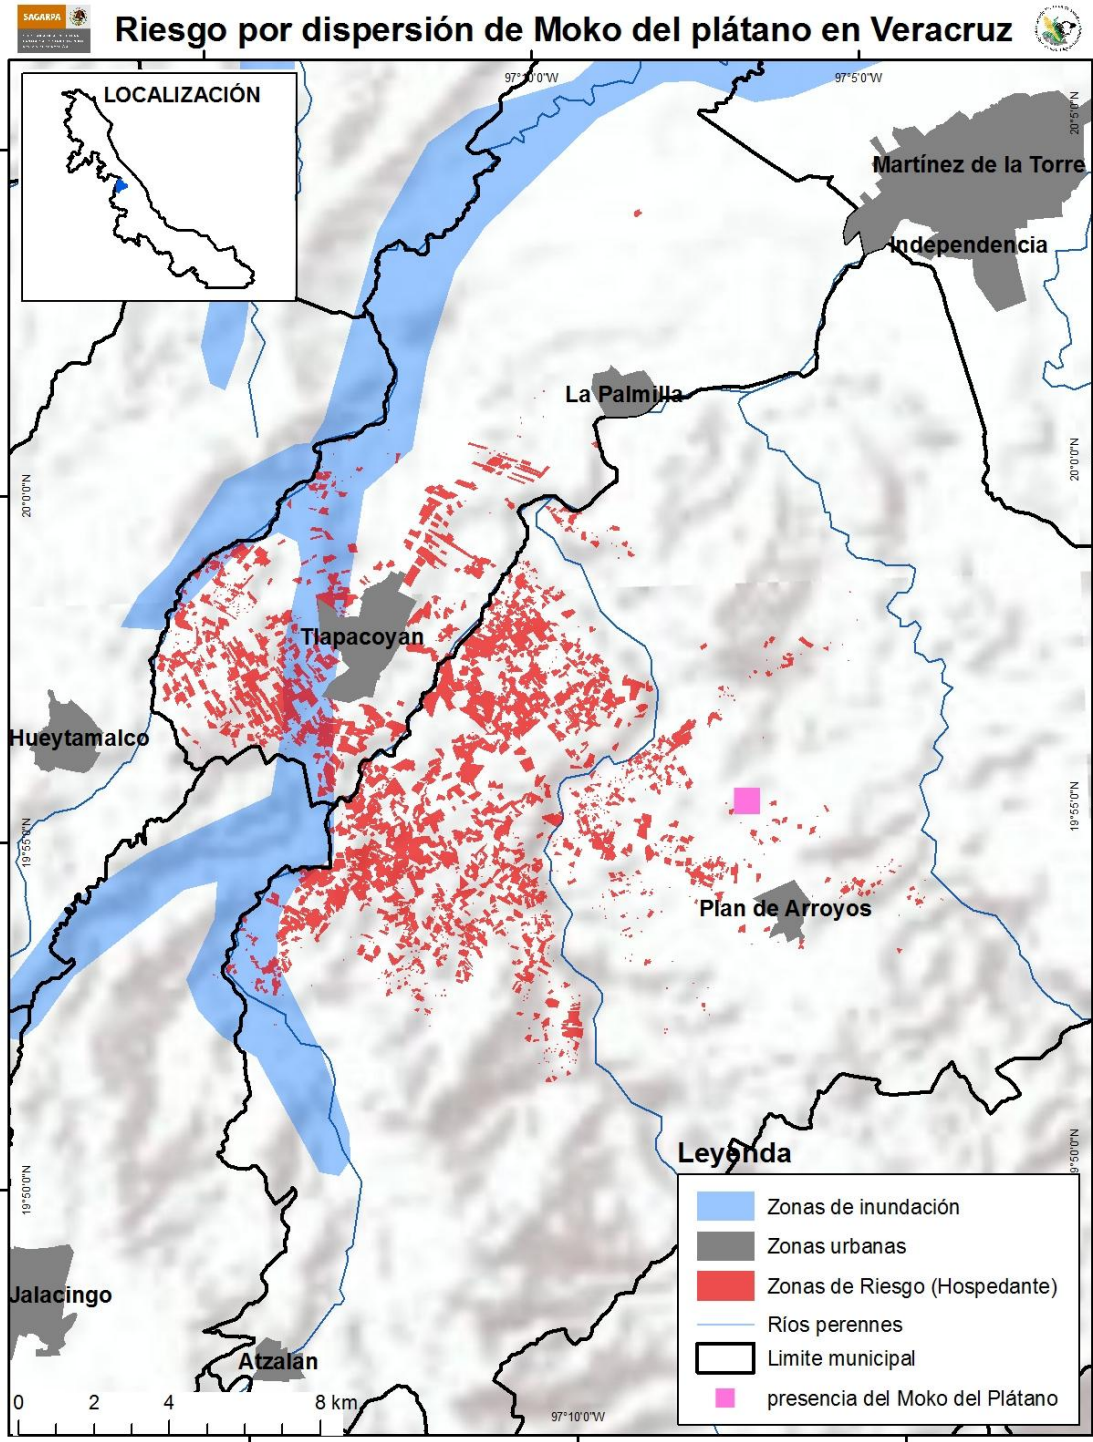 SAGARPA
Riesgo por dispersión de Moko del plátano en Veracruz
LOCALIZACIÓN
97°10'0"W
97°5'0"W
20°5'0"N
Martínez de la Torre
Independencia
La Palmilla
20°0'0"N
20°0'0"N
Tlapacoyan
Hueytamalco
19°55'0"N
19°55'0"N
Plan de Arroyos
19°50'0"N
19°50'0"N
Jalacingo
Atzalan
0 2 4 8 km
97°10'0"W
Leyenda
Zonas de inundación
Zonas urbanas
Zonas de Riesgo (Hospedante)
Ríos perennes
Limite municipal
presencia del Moko del Plátano